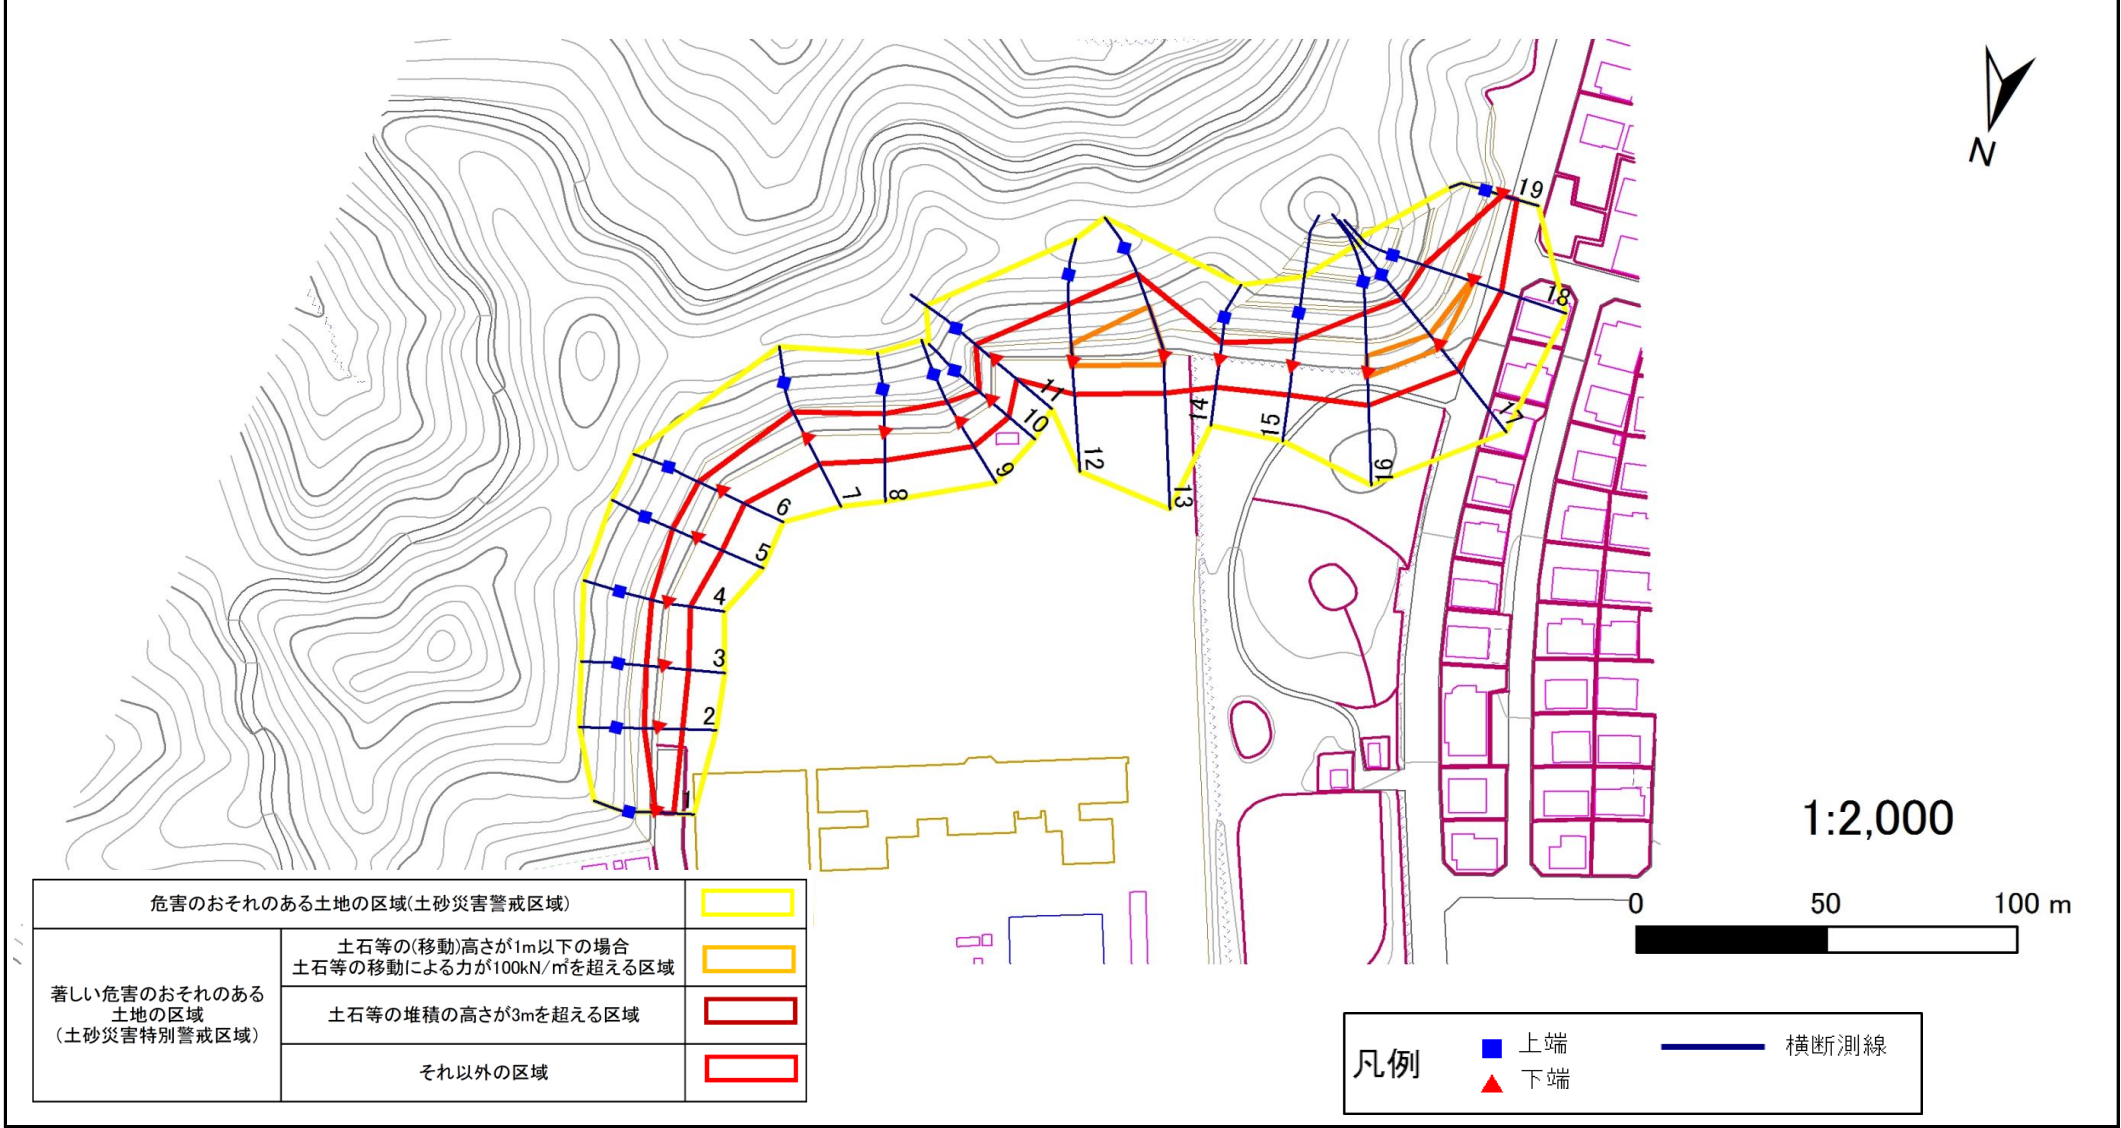 N
19
18
17
11
10
14
15
12
9
16
7
8
13
6
5
4
3
2
1
1:2,000
0 50 100 m
危害のおそれのある土地の区域(土砂災害警戒区域)
著しい危害のおそれのある
土地の区域
(土砂災害特別警戒区域)
土石等の(移動)高さが1m以下の場合
土石等の移動による力が100kN/㎡を超える区域
土石等の堆積の高さが3mを超える区域
それ以外の区域
凡例
上端
下端
横断測線